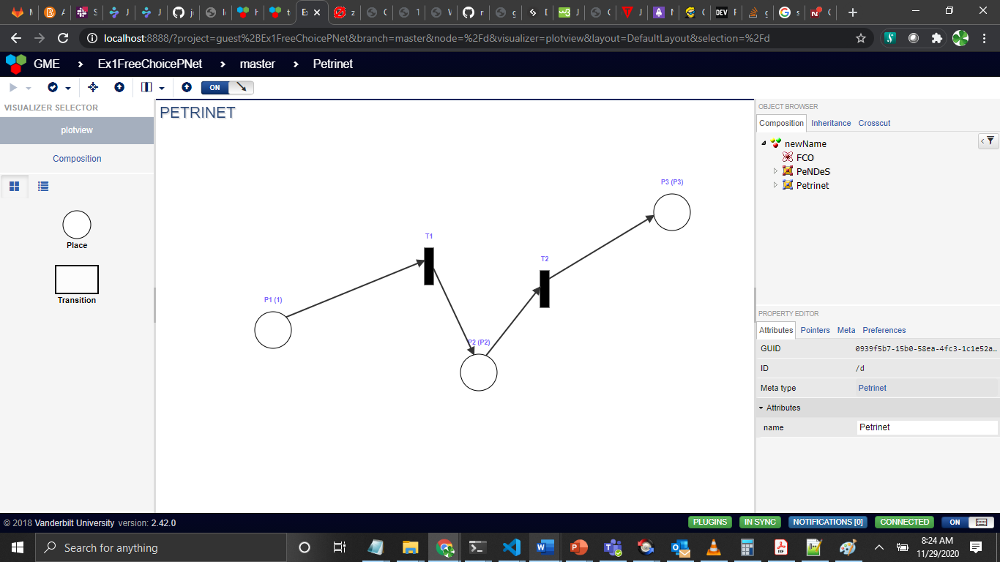 E
localhost:8888/?project=guest%2BEx1FreeChoicePNet&branch=master&node=%2Fd&visualizer=plotview&layout=DefaultLayout&selection=%2Fd
GME > Ex1FreeChoicePNet > master > Petrinet
ON
VISUALIZER SELECTOR
plotview
Composition
Place
Transition
PETRINET
P3 (P3)
T1
T2
P1 (1)
P2 (P2)
OBJECT BROWSER
Composition Inheritance Crosscut
newName
FCO
PeNDeS
Petrinet
PROPERTY EDITOR
Attributes Pointers Meta Preferences
GUID 0939f5b7-15b0-58ea-4fc3-1c1e52a…
ID /d
Meta type Petrinet
Attributes
name Petrinet
© 2018 Vanderbilt University version: 2.42.0
PLUGINS IN SYNC NOTIFICATIONS [0] CONNECTED ON
Search for anything
8:24 AM
11/29/2020